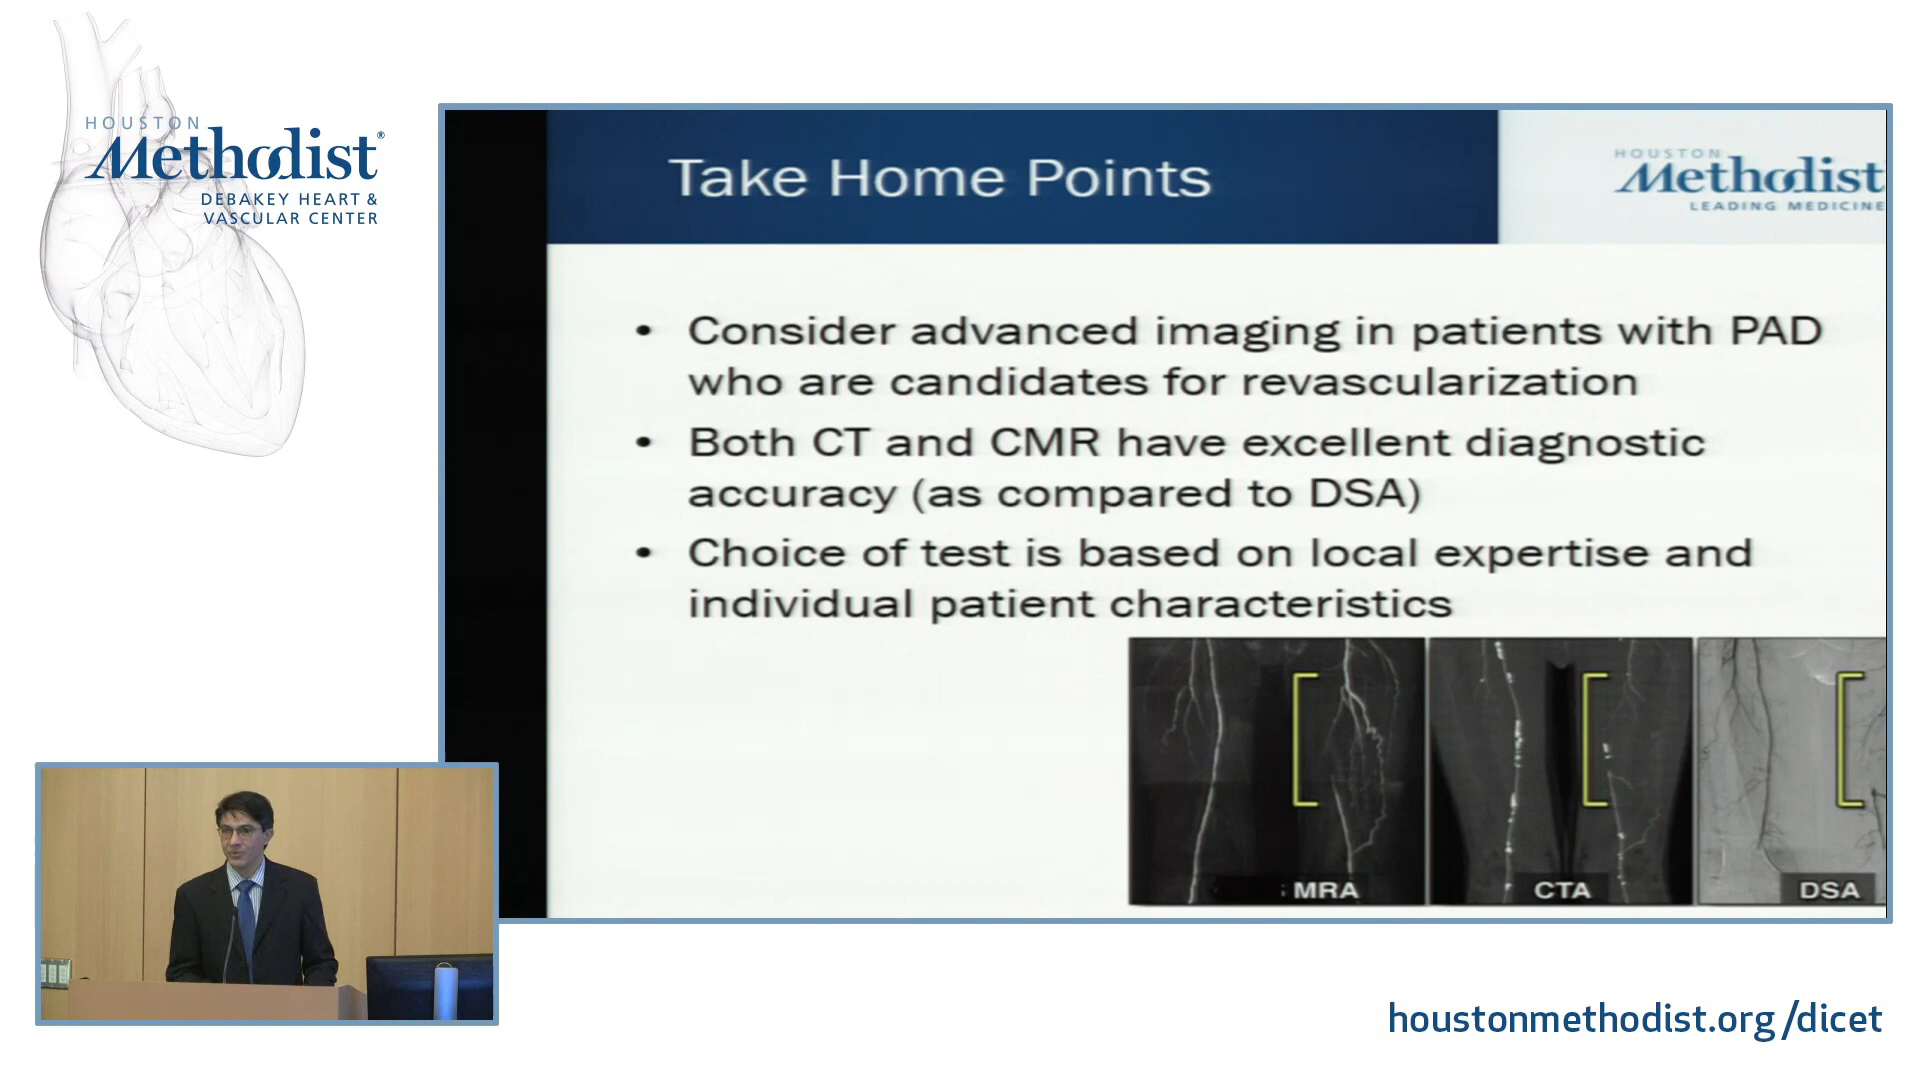 HOUSTON
Methodist®
DEBAKEY HEART &
VASCULAR CENTER
Take Home Points
HOUSTON
Methodist
LEADING MEDICINE
• Consider advanced imaging in patients with PAD
who are candidates for revascularization
• Both CT and CMR have excellent diagnostic
accuracy (as compared to DSA)
• Choice of test is based on local expertise and
individual patient characteristics
MRA
CTA
DSA
houstonmethodist.org/dicet